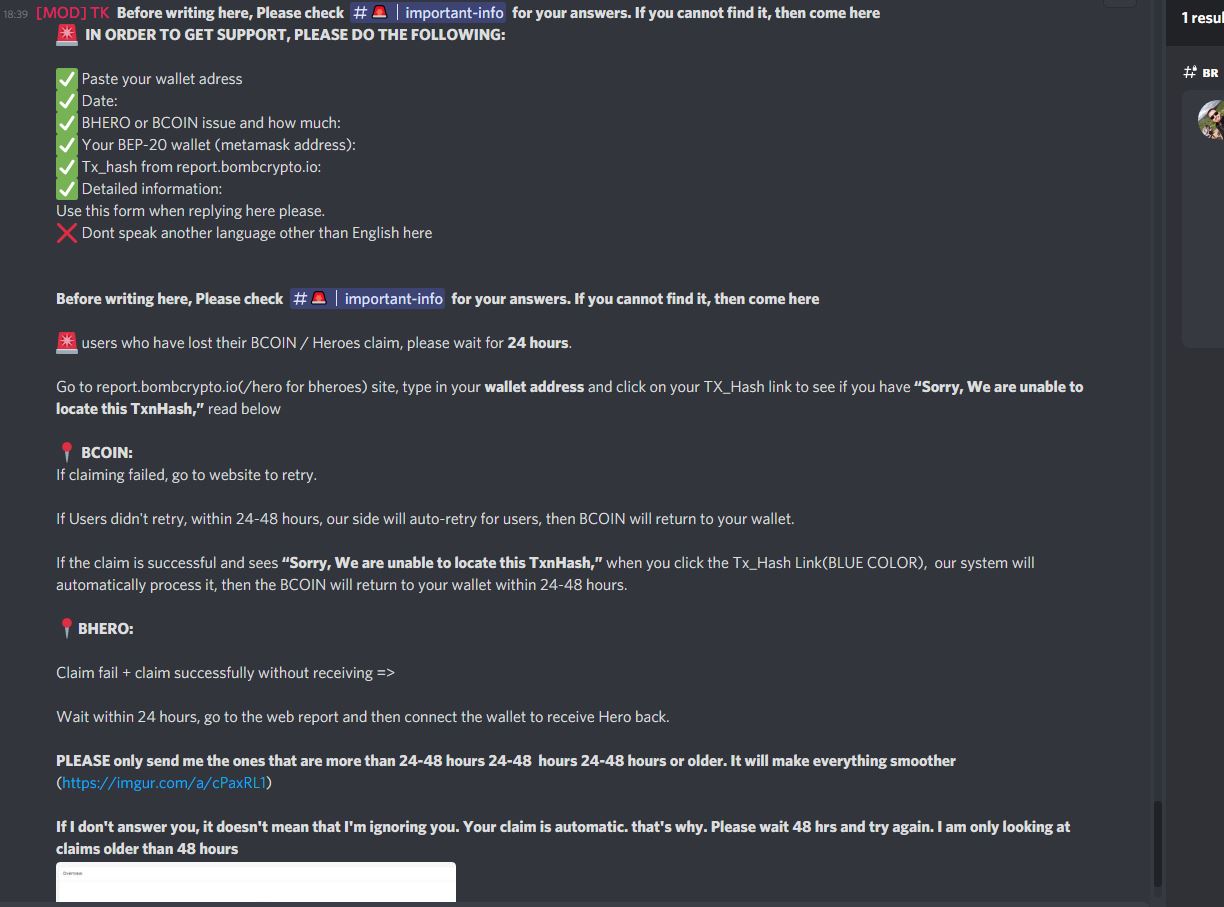 18:39 [MOD] TK Before writing here, Please check # 🚨 | important-info for your answers. If you cannot find it, then come here
🚨 IN ORDER TO GET SUPPORT, PLEASE DO THE FOLLOWING:
✅ Paste your wallet adress
✅ Date:
✅ BHERO or BCOIN issue and how much:
✅ Your BEP-20 wallet (metamask address):
✅ Tx_hash from report.bombcrypto.io:
✅ Detailed information:
Use this form when replying here please.
❌ Dont speak another language other than English here
Before writing here, Please check # 🚨 | important-info for your answers. If you cannot find it, then come here
🚨 users who have lost their BCOIN / Heroes claim, please wait for 24 hours.
Go to report.bombcrypto.io(/hero for bheroes) site, type in your wallet address and click on your TX_Hash link to see if you have “Sorry, We are unable to
locate this TxnHash,” read below
📍 BCOIN:
If claiming failed, go to website to retry.
If Users didn't retry, within 24-48 hours, our side will auto-retry for users, then BCOIN will return to your wallet.
If the claim is successful and sees “Sorry, We are unable to locate this TxnHash,” when you click the Tx_Hash Link(BLUE COLOR), our system will
automatically process it, then the BCOIN will return to your wallet within 24-48 hours.
📍 BHERO:
Claim fail + claim successfully without receiving =>
Wait within 24 hours, go to the web report and then connect the wallet to receive Hero back.
PLEASE only send me the ones that are more than 24-48 hours 24-48 hours 24-48 hours or older. It will make everything smoother
(https://imgur.com/a/cPaxRL1)
If I don't answer you, it doesn't mean that I'm ignoring you. Your claim is automatic. that's why. Please wait 48 hrs and try again. I am only looking at
claims older than 48 hours
Overview
1 resul
# BR